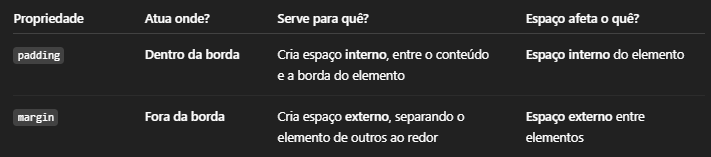 Propriedade Atua onde? Serve para quê? Espaço afeta o quê?
padding Dentro da borda Cria espaço interno, entre o conteúdo e a borda do elemento Espaço interno do elemento
margin Fora da borda Cria espaço externo, separando o elemento de outros ao redor Espaço externo entre elementos